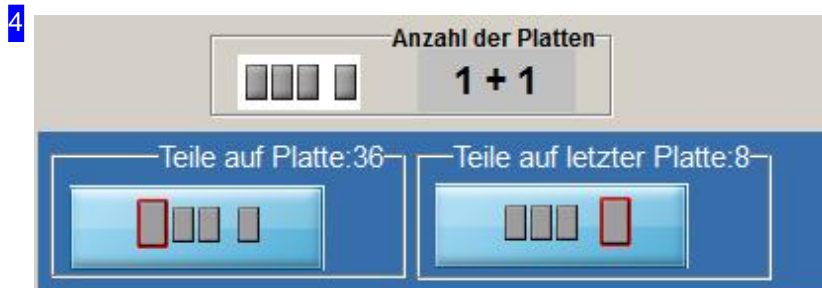 4
Anzahl der Platten
1 + 1
Teile auf Platte:36
Teile auf letzter Platte:8